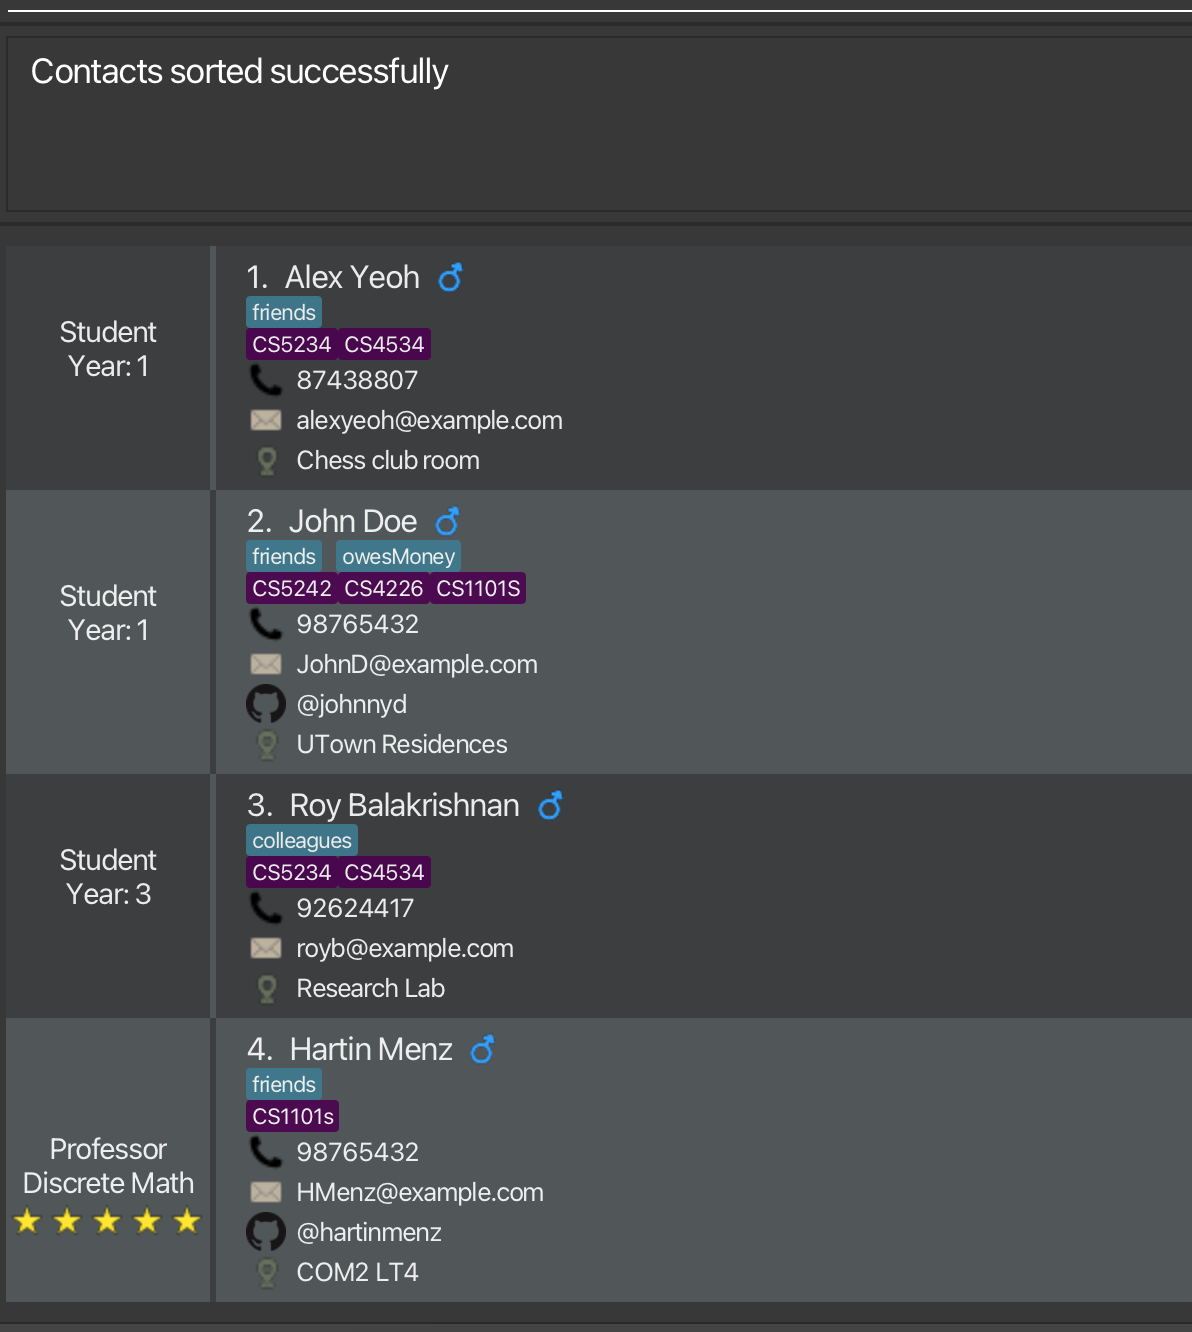 Contacts sorted successfully
Student
Year: 1
1. Alex Yeoh
friends
CS5234 CS4534
87438807
alexyeoh@example.com
Chess club room
Student
Year: 1
2. John Doe
friends owesMoney
CS5242 CS4226 CS1101S
98765432
JohnD@example.com
@johnnyd
UTown Residences
Student
Year: 3
3. Roy Balakrishnan
colleagues
CS5234 CS4534
92624417
royb@example.com
Research Lab
Professor
Discrete Math
4. Hartin Menz
friends
CS1101s
98765432
HMenz@example.com
@hartinmenz
COM2 LT4